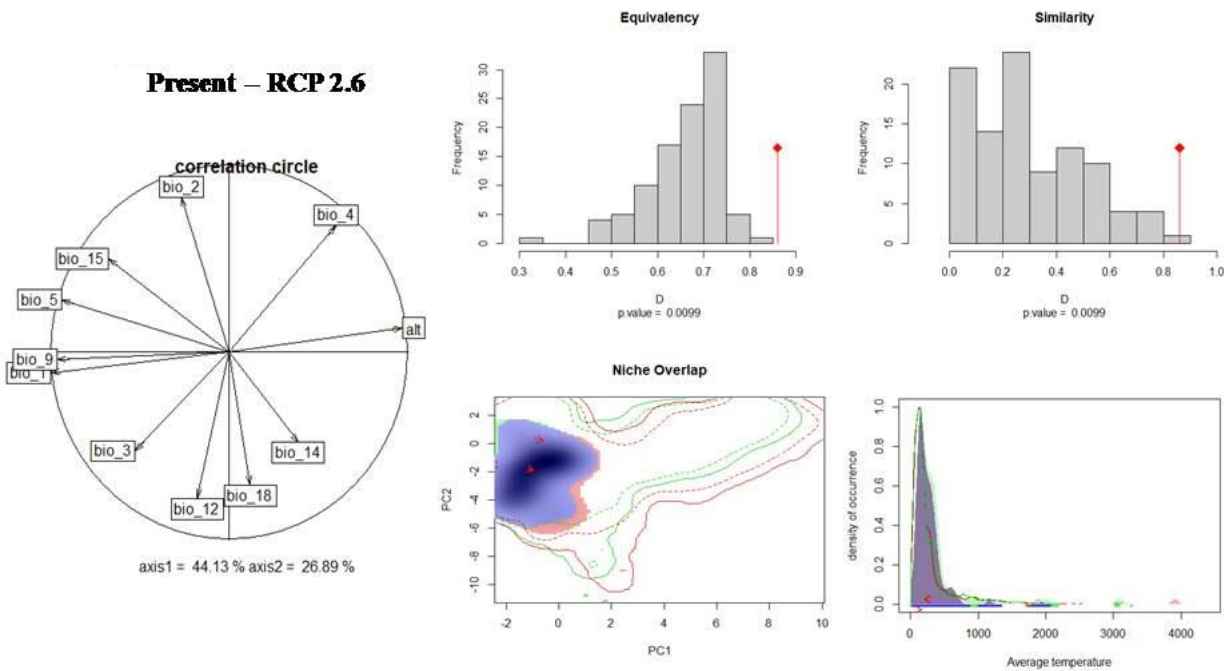 Present – RCP 2.6
correlation circle
bio_2
bio_4
bio_15
bio_5
alt
bio_9
bio_1
bio_3
bio_14
bio_18
bio_12
axis1 = 44.13 % axis2 = 26.89 %
Equivalency
Frequency
0 5 10 15 20 25 30
0.3 0.4 0.5 0.6 0.7 0.8 0.9
D
p.value = 0.0099
Similarity
Frequency
0 5 10 15 20
0.0 0.2 0.4 0.6 0.8 1.0
D
p.value = 0.0099
Niche Overlap
PC2
2 0 -2 -4 -6 -8 -10
-2 0 2 4 6 8 10
PC1
density of occurrence
0.0 0.2 0.4 0.6 0.8 1.0
0 1000 2000 3000 4000
Average temperature